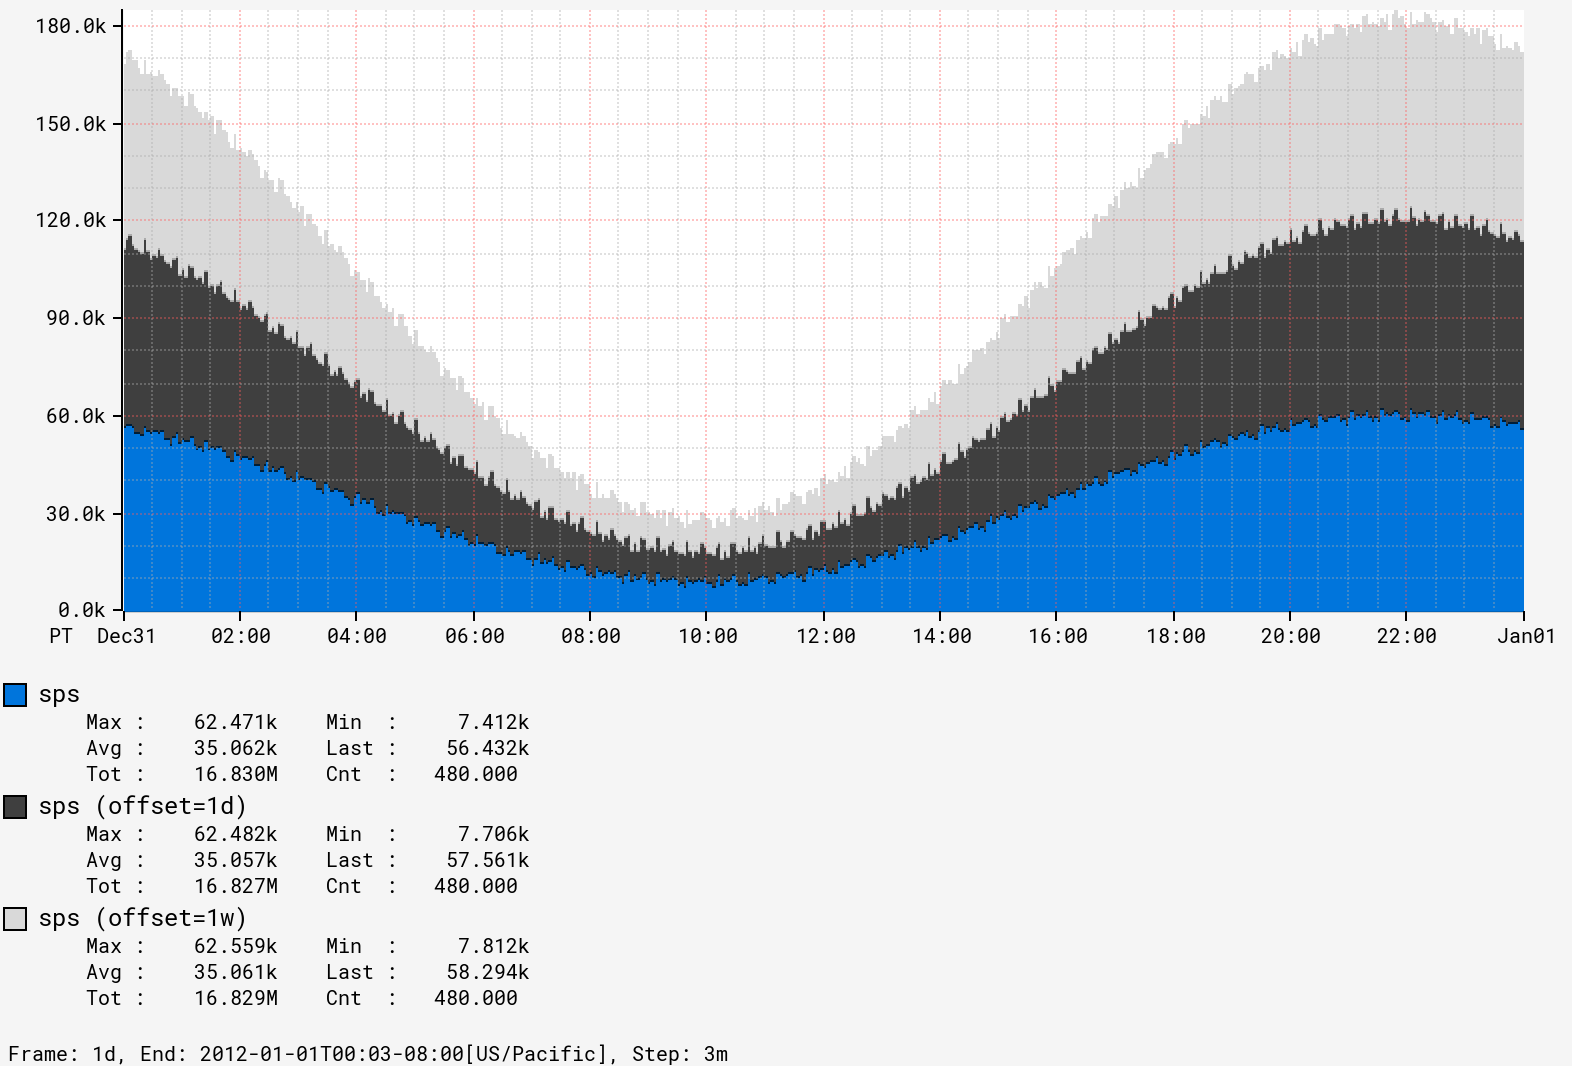 180.0k
150.0k
120.0k
90.0k
60.0k
30.0k
0.0k
PT Dec31 02:00 04:00 06:00 08:00 10:00 12:00 14:00 16:00 18:00 20:00 22:00 Jan01
sps
Max : 62.471k Min : 7.412k
Avg : 35.062k Last : 56.432k
Tot : 16.830M Cnt : 480.000
sps (offset=1d)
Max : 62.482k Min : 7.706k
Avg : 35.057k Last : 57.561k
Tot : 16.827M Cnt : 480.000
sps (offset=1w)
Max : 62.559k Min : 7.812k
Avg : 35.061k Last : 58.294k
Tot : 16.829M Cnt : 480.000
Frame: 1d, End: 2012-01-01T00:03-08:00[US/Pacific], Step: 3m